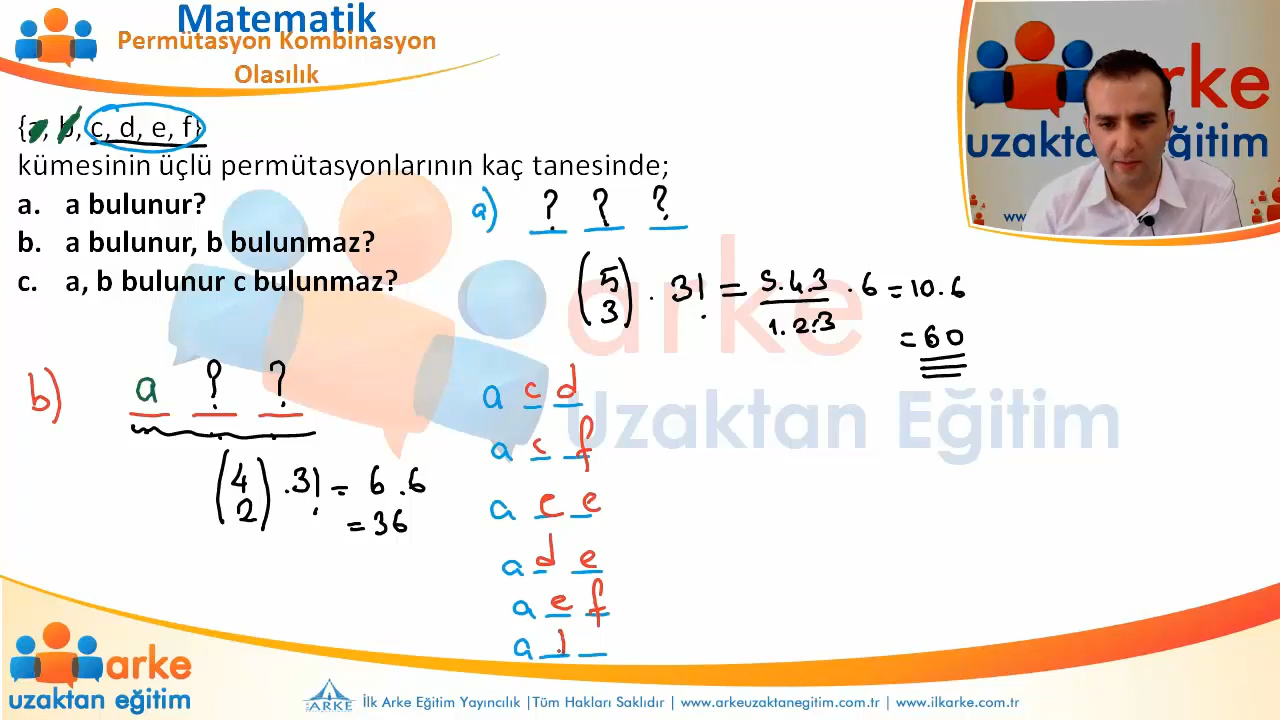 Matematik
Permütasyon Kombinasyon
Olasılık
{a, b, c, d, e, f}
kümesinin üçlü permütasyonlarının kaç tanesinde;
a. a bulunur?
b. a bulunur, b bulunmaz?
c. a, b bulunur c bulunmaz?
a) ? ? ?
(5 3) . 3! = 5.4.3 / 1.2.3 . 6 = 10.6
= 60
b) a ? ?
(4 2) .3! = 6.6
= 36
a c d
a c f
a c e
a d e
a e f
a
arke
uzaktan eğitim
www
arke
Uzaktan Eğitim
arke
uzaktan eğitim
ARKE
İlk Arke Eğitim Yayıncılık |Tüm Hakları Saklıdır | www.arkeuzaktanegitim.com.tr | www.ilkarke.com.tr